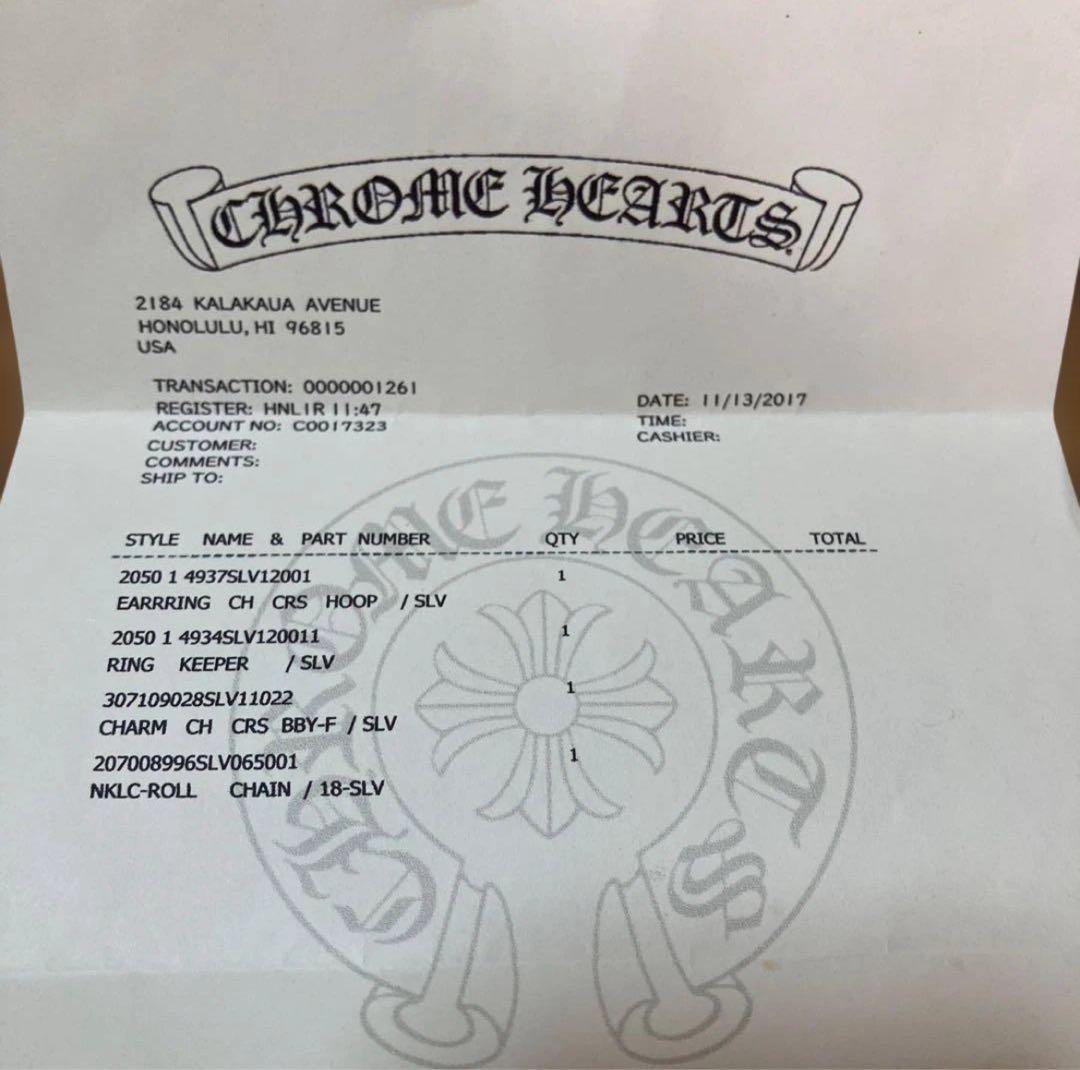 CHROME HEARTS
2184 KALAKAUA AVENUE
HONOLULU, HI 96815
USA
TRANSACTION: 0000001261
REGISTER: HNL1R 11:47
ACCOUNT NO: C0017323
CUSTOMER:
COMMENTS:
SHIP TO:
DATE: 11/13/2017
TIME:
CASHIER:
STYLE NAME & PART NUMBER QTY PRICE TOTAL
2050 1 4937SLV12001 1
EARRRING CH CRS HOOP / SLV
2050 1 4934SLV120011 1
RING KEEPER / SLV
307109028SLV11022 1
CHARM CH CRS BBY-F / SLV
207008996SLV065001 1
NKLC-ROLL CHAIN / 18-SLV
CHROME HEARTS